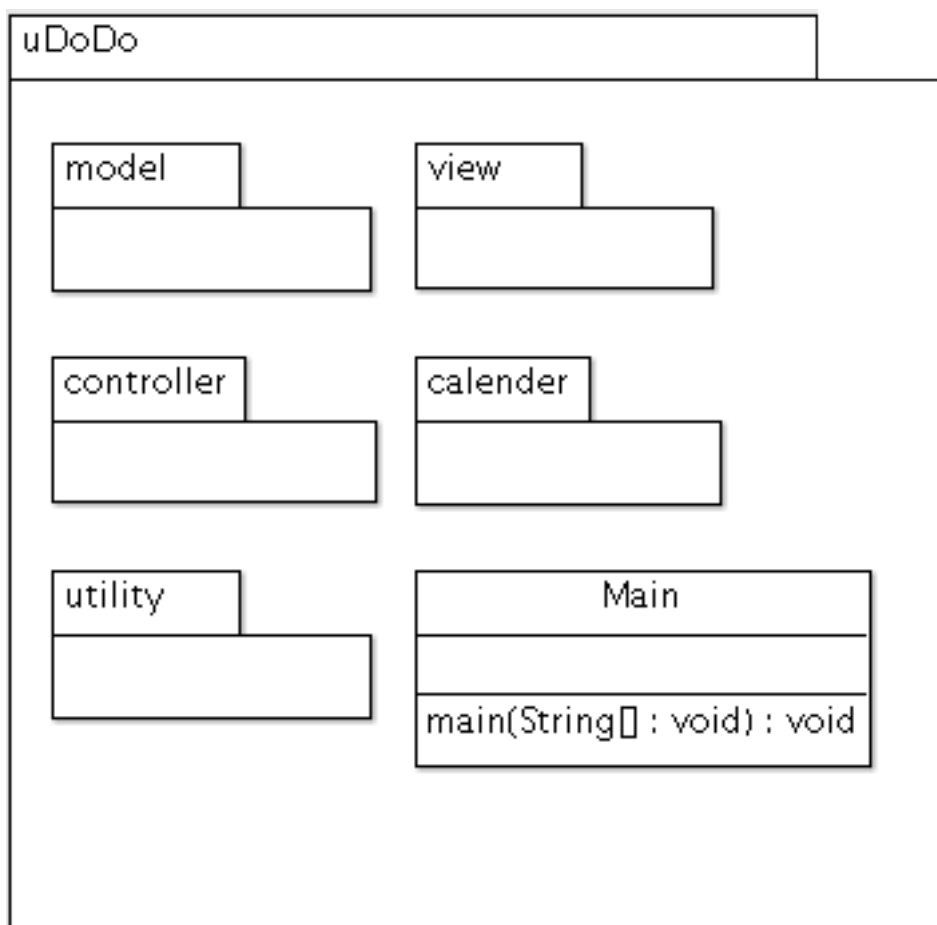 uDoDo
model
view
controller
calender
utility
Main
main(String[] : void) : void